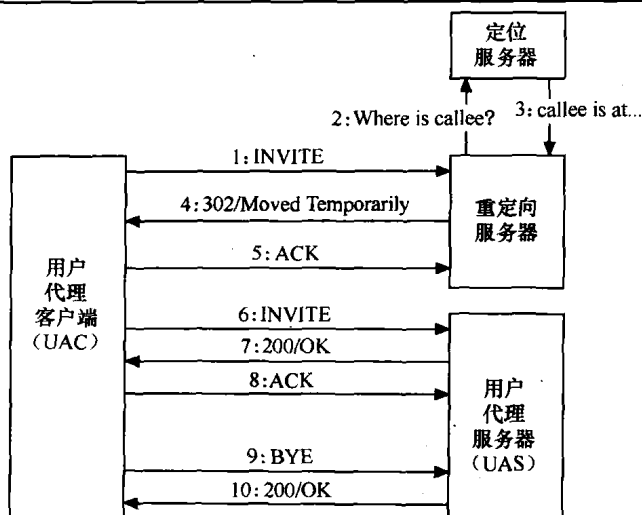 定位
服务器
2:Where is callee?
3:callee is at...
1:INVITE
4:302/Moved Temporarily
重定向
服务器
5:ACK
用户
代理
客户端
(UAC)
6:INVITE
7:200/OK
8:ACK
用户
代理
服务器
(UAS)
9:BYE
10:200/OK